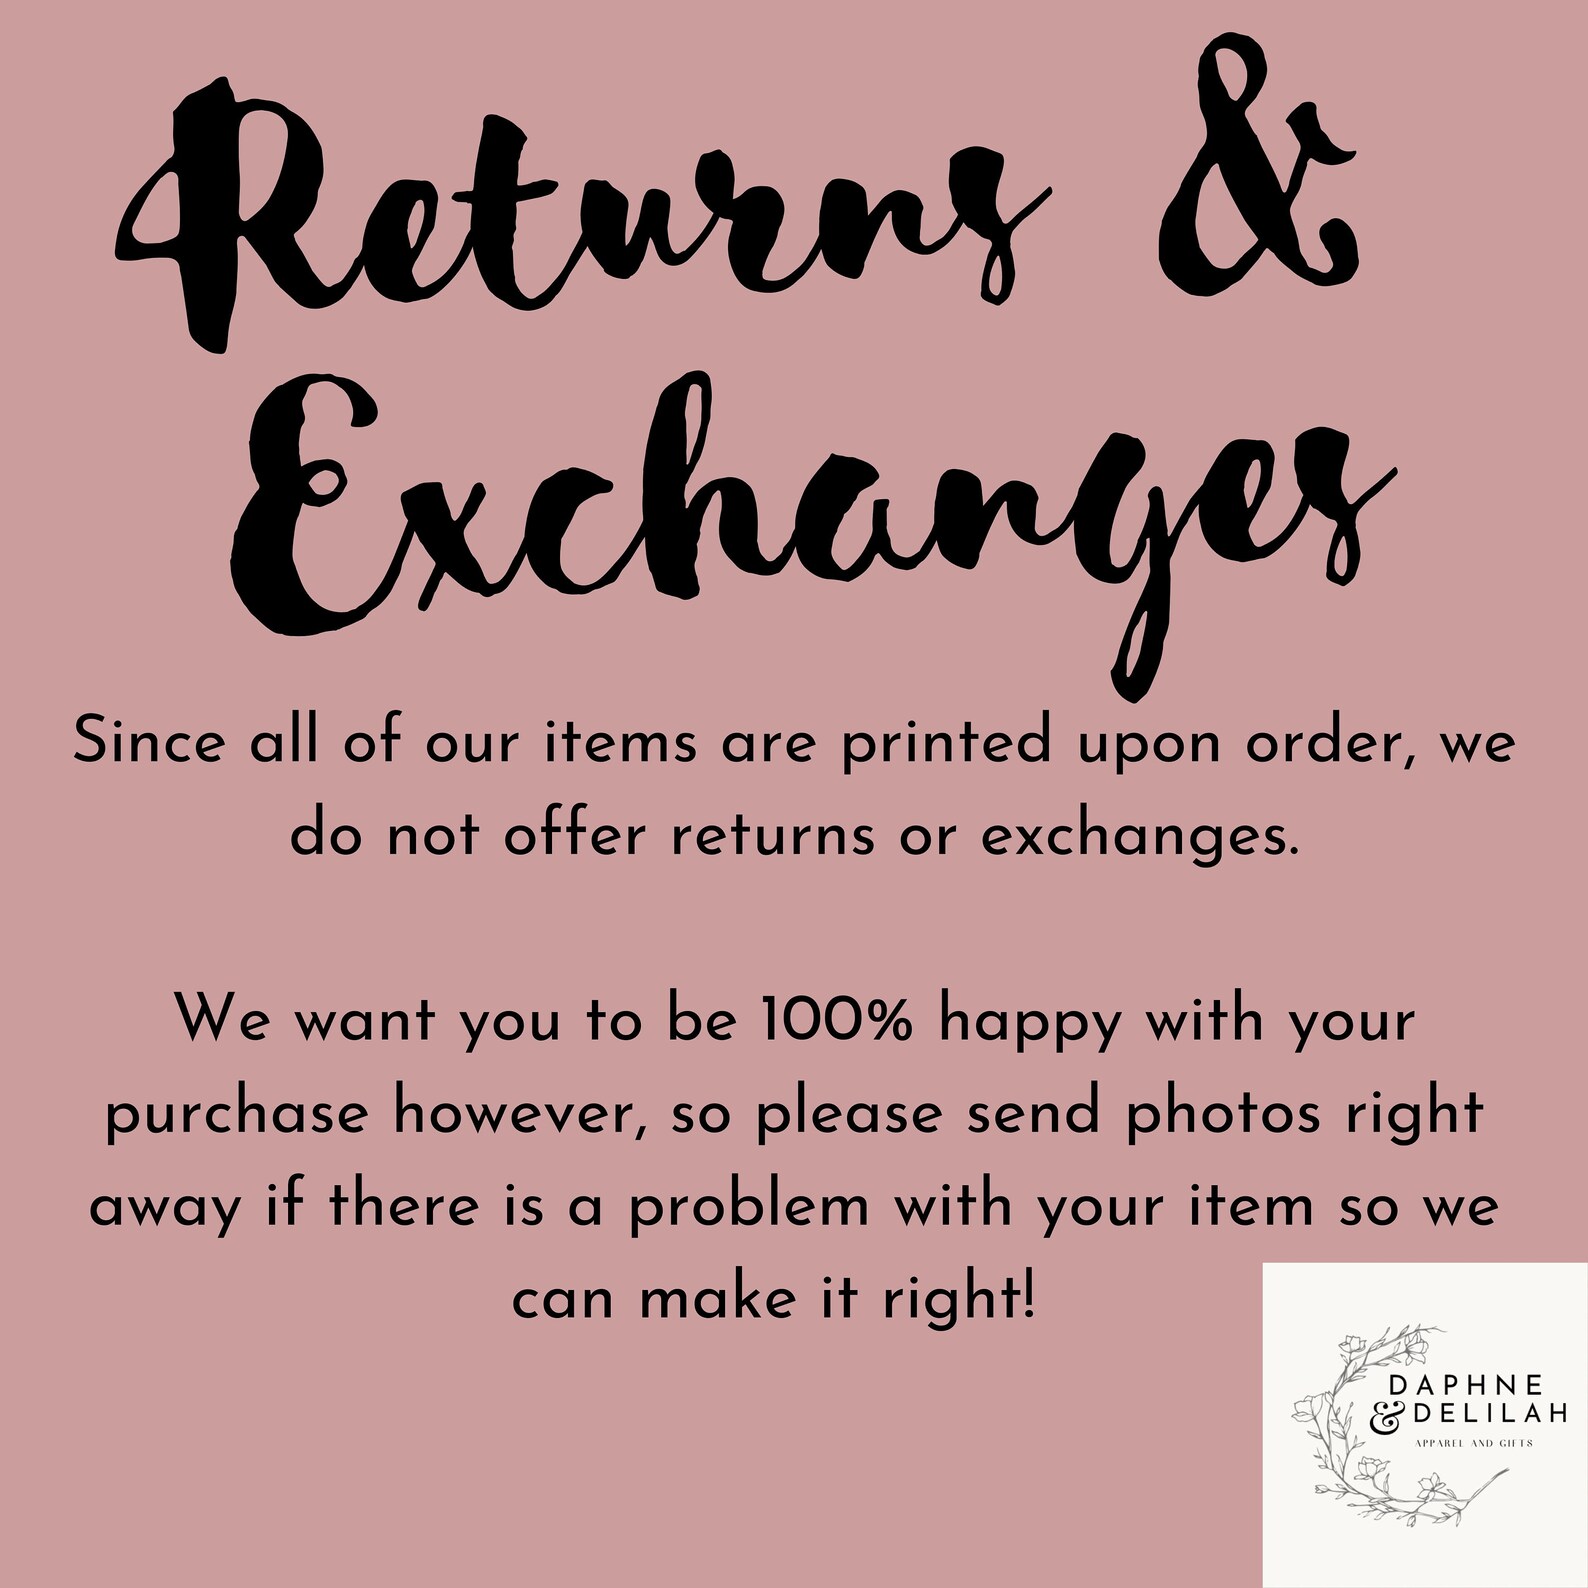 Returns &
Exchanges
Since all of our items are printed upon order, we
do not offer returns or exchanges.
We want you to be 100% happy with your
purchase however, so please send photos right
away if there is a problem with your item so we
can make it right!
DAPHNE
& DELILAH
APPAREL AND GIFTS